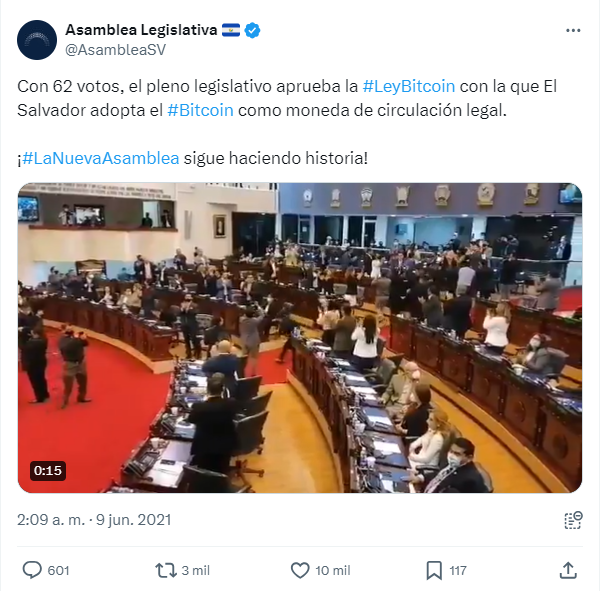 Asamblea Legislativa
@AsambleaSV
Con 62 votos, el pleno legislativo aprueba la #LeyBitcoin con la que El
Salvador adopta el #Bitcoin como moneda de circulación legal.
¡#LaNuevaAsamblea sigue haciendo historia!
0:15
2:09 a. m. · 9 jun. 2021
601
3 mil
10 mil
117